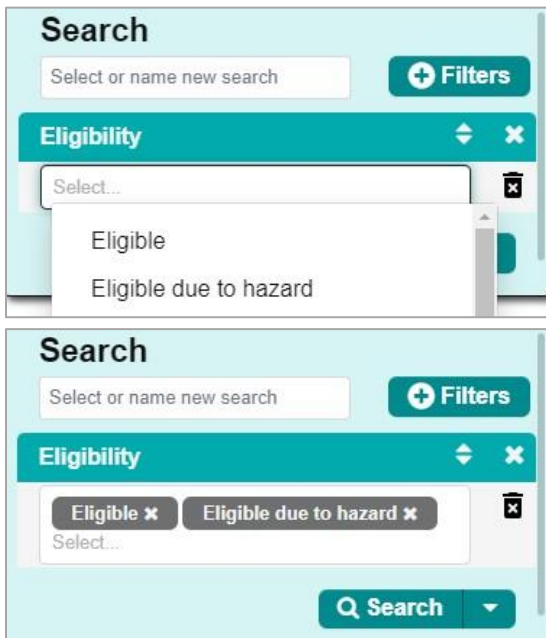 Search
Select or name new search
Filters
Eligibility
Select...
Eligible
Eligible due to hazard
Search
Select or name new search
Filters
Eligibility
Eligible Eligible due to hazard
Select...
Search